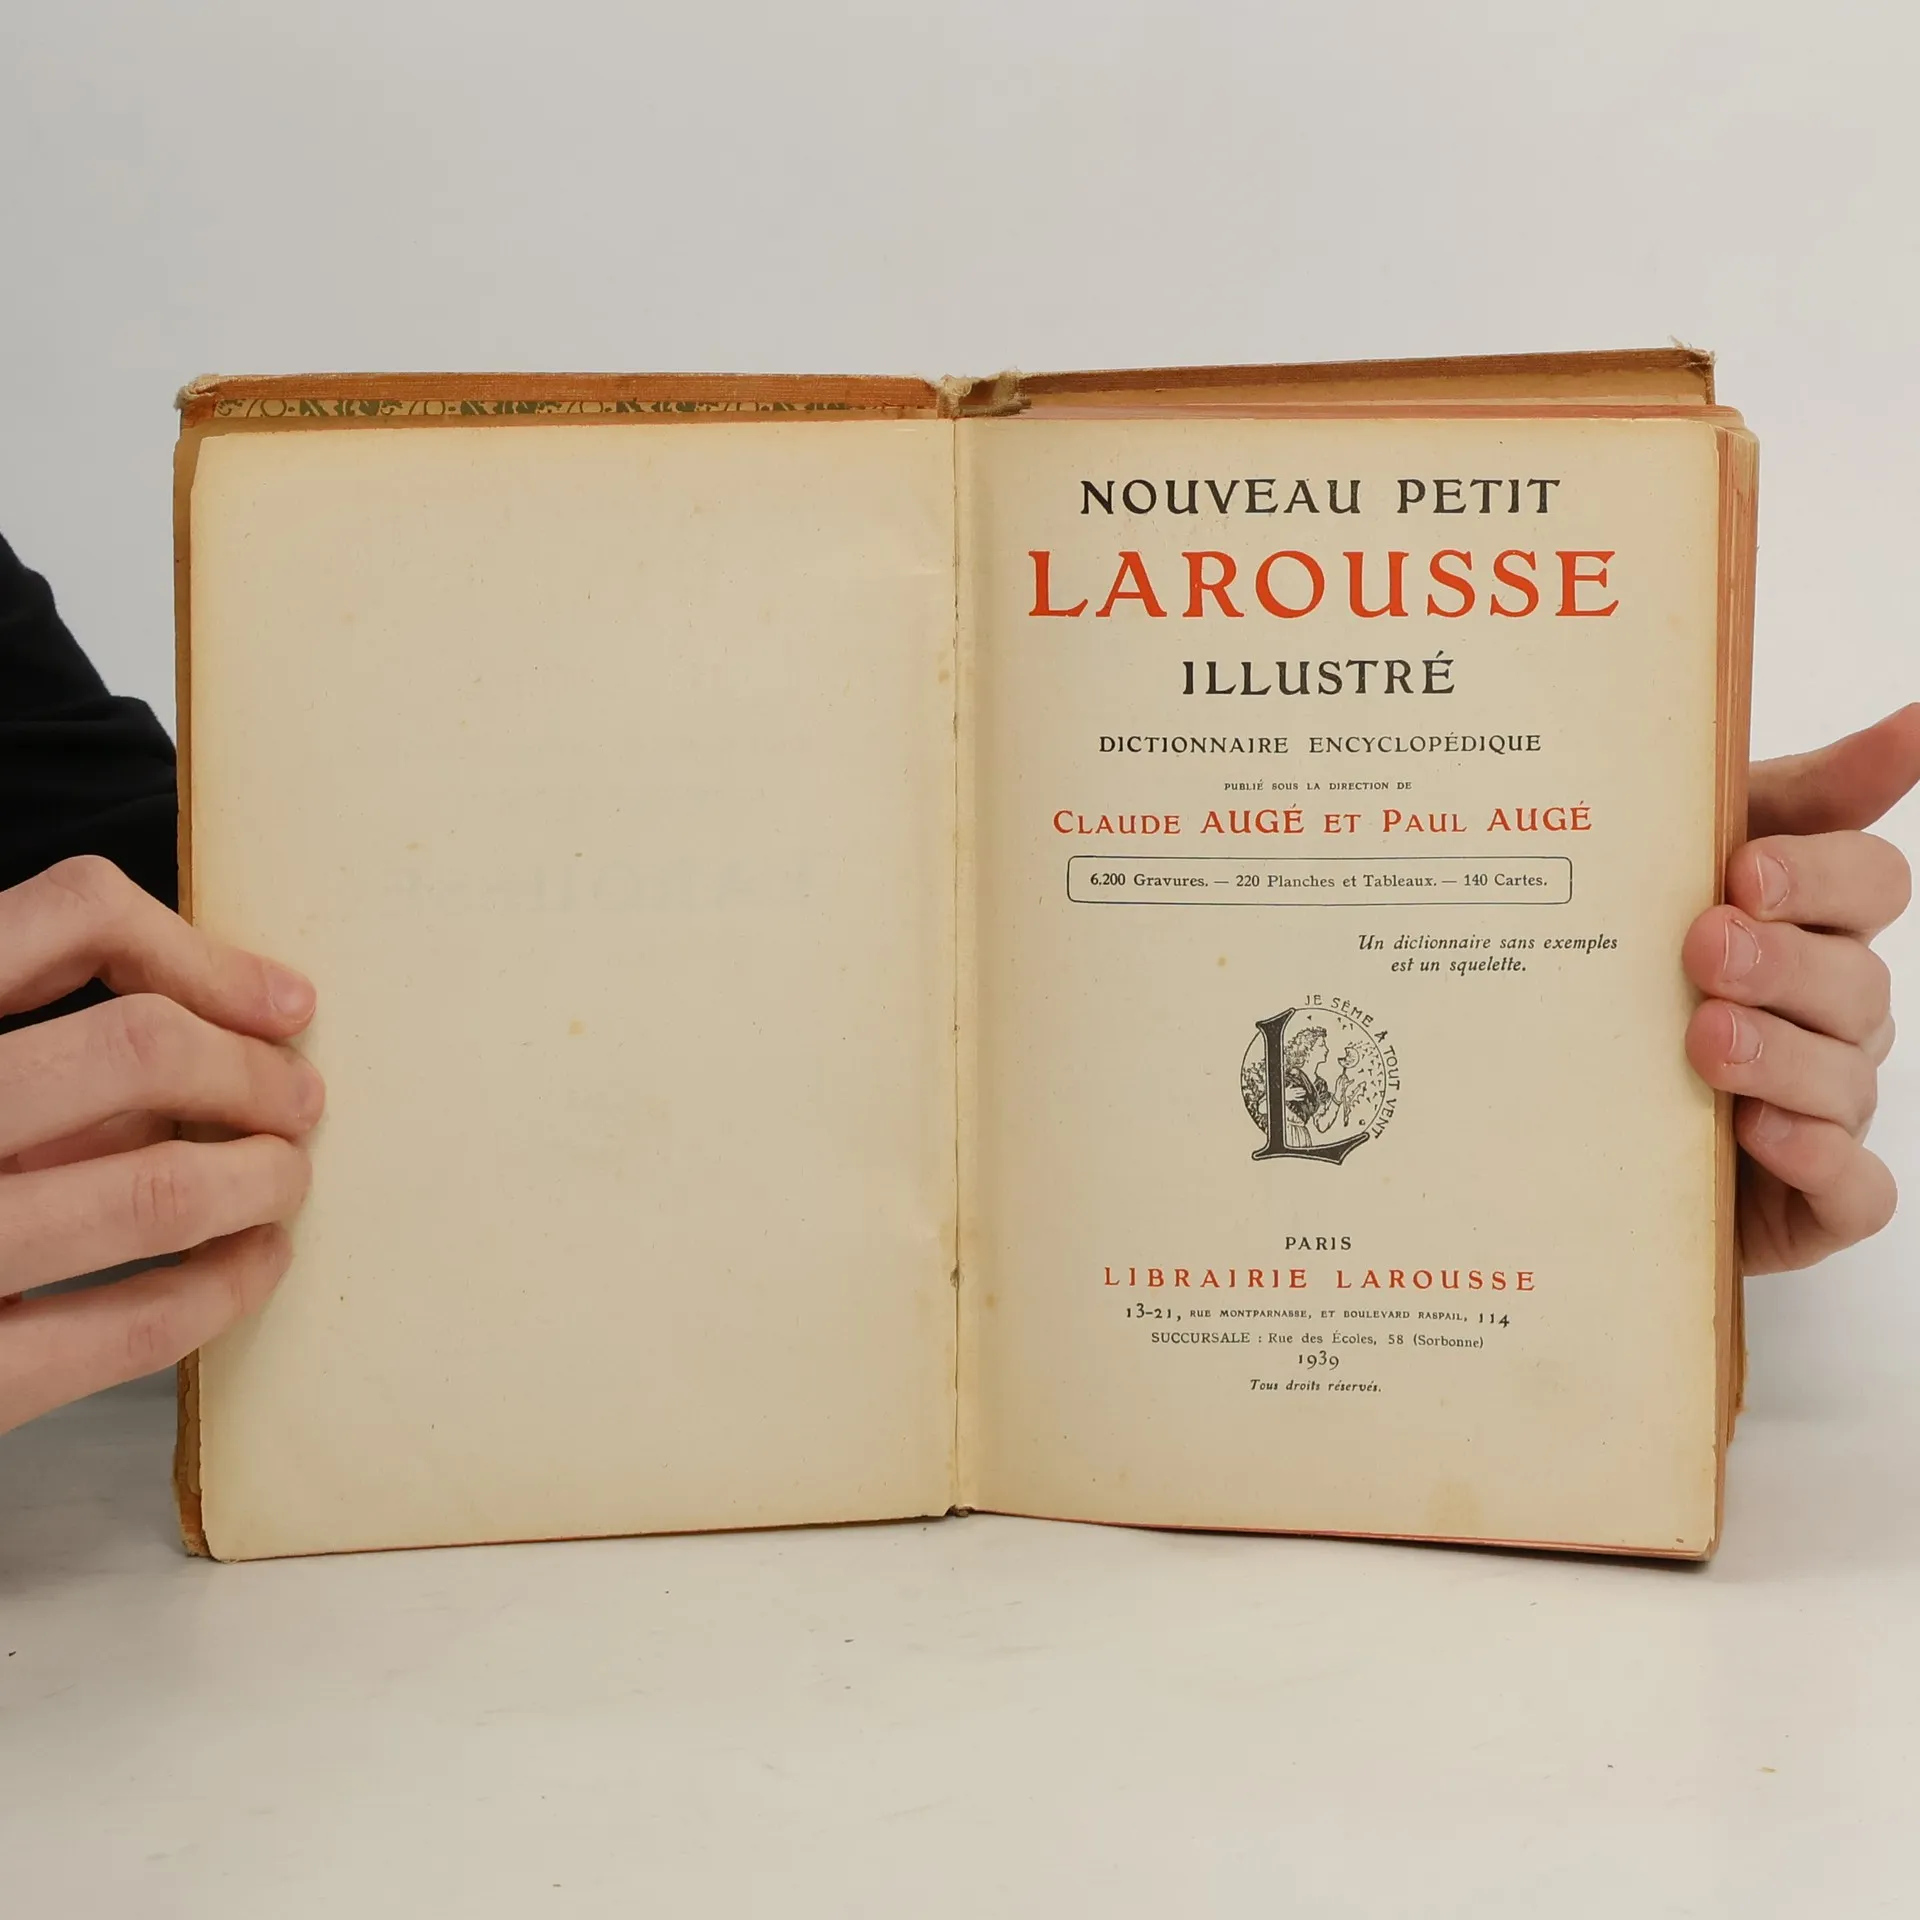 NOUVEAU PETIT
LAROUSSE
ILLUSTRÉ
DICTIONNAIRE ENCYCLOPÉDIQUE
PUBLIÉ SOUS LA DIRECTION DE
CLAUDE AUGÉ ET PAUL AUGÉ
6.200 Gravures. — 220 Planches et Tableaux. — 140 Cartes.
Un dictionnaire sans exemples
est un squelette.
JE SÈME À TOUT VENT
L
PARIS
LIBRAIRIE LAROUSSE
13-21, RUE MONTPARNASSE, ET BOULEVARD RASPAIL, 114
SUCCURSALE : Rue des Écoles, 58 (Sorbonne)
1939
Tous droits réservés.